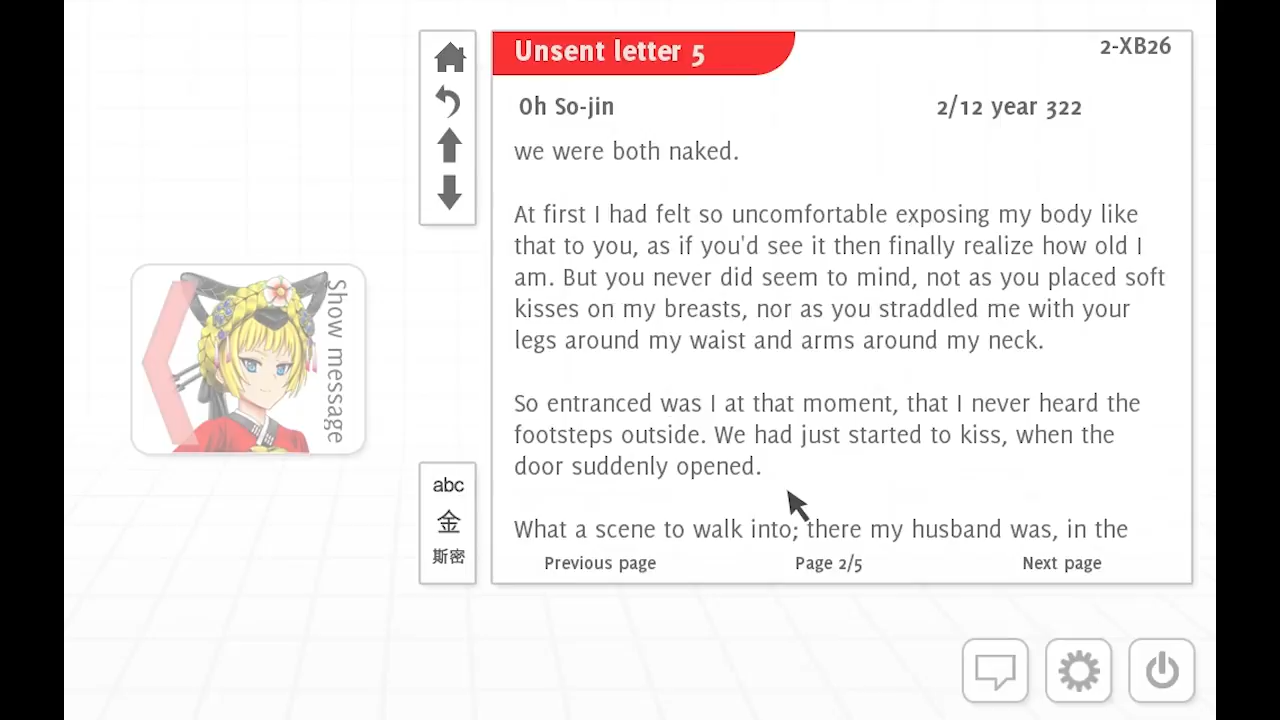 Unsent letter 5
2-XB26
Oh So-jin
2/12 year 322
we were both naked.
At first I had felt so uncomfortable exposing my body like
that to you, as if you'd see it then finally realize how old I
am. But you never did seem to mind, not as you placed soft
kisses on my breasts, nor as you straddled me with your
legs around my waist and arms around my neck.
So entranced was I at that moment, that I never heard the
footsteps outside. We had just started to kiss, when the
door suddenly opened.
What a scene to walk into; there my husband was, in the
Previous page
Page 2/5
Next page
Show message
abc
金
斯密